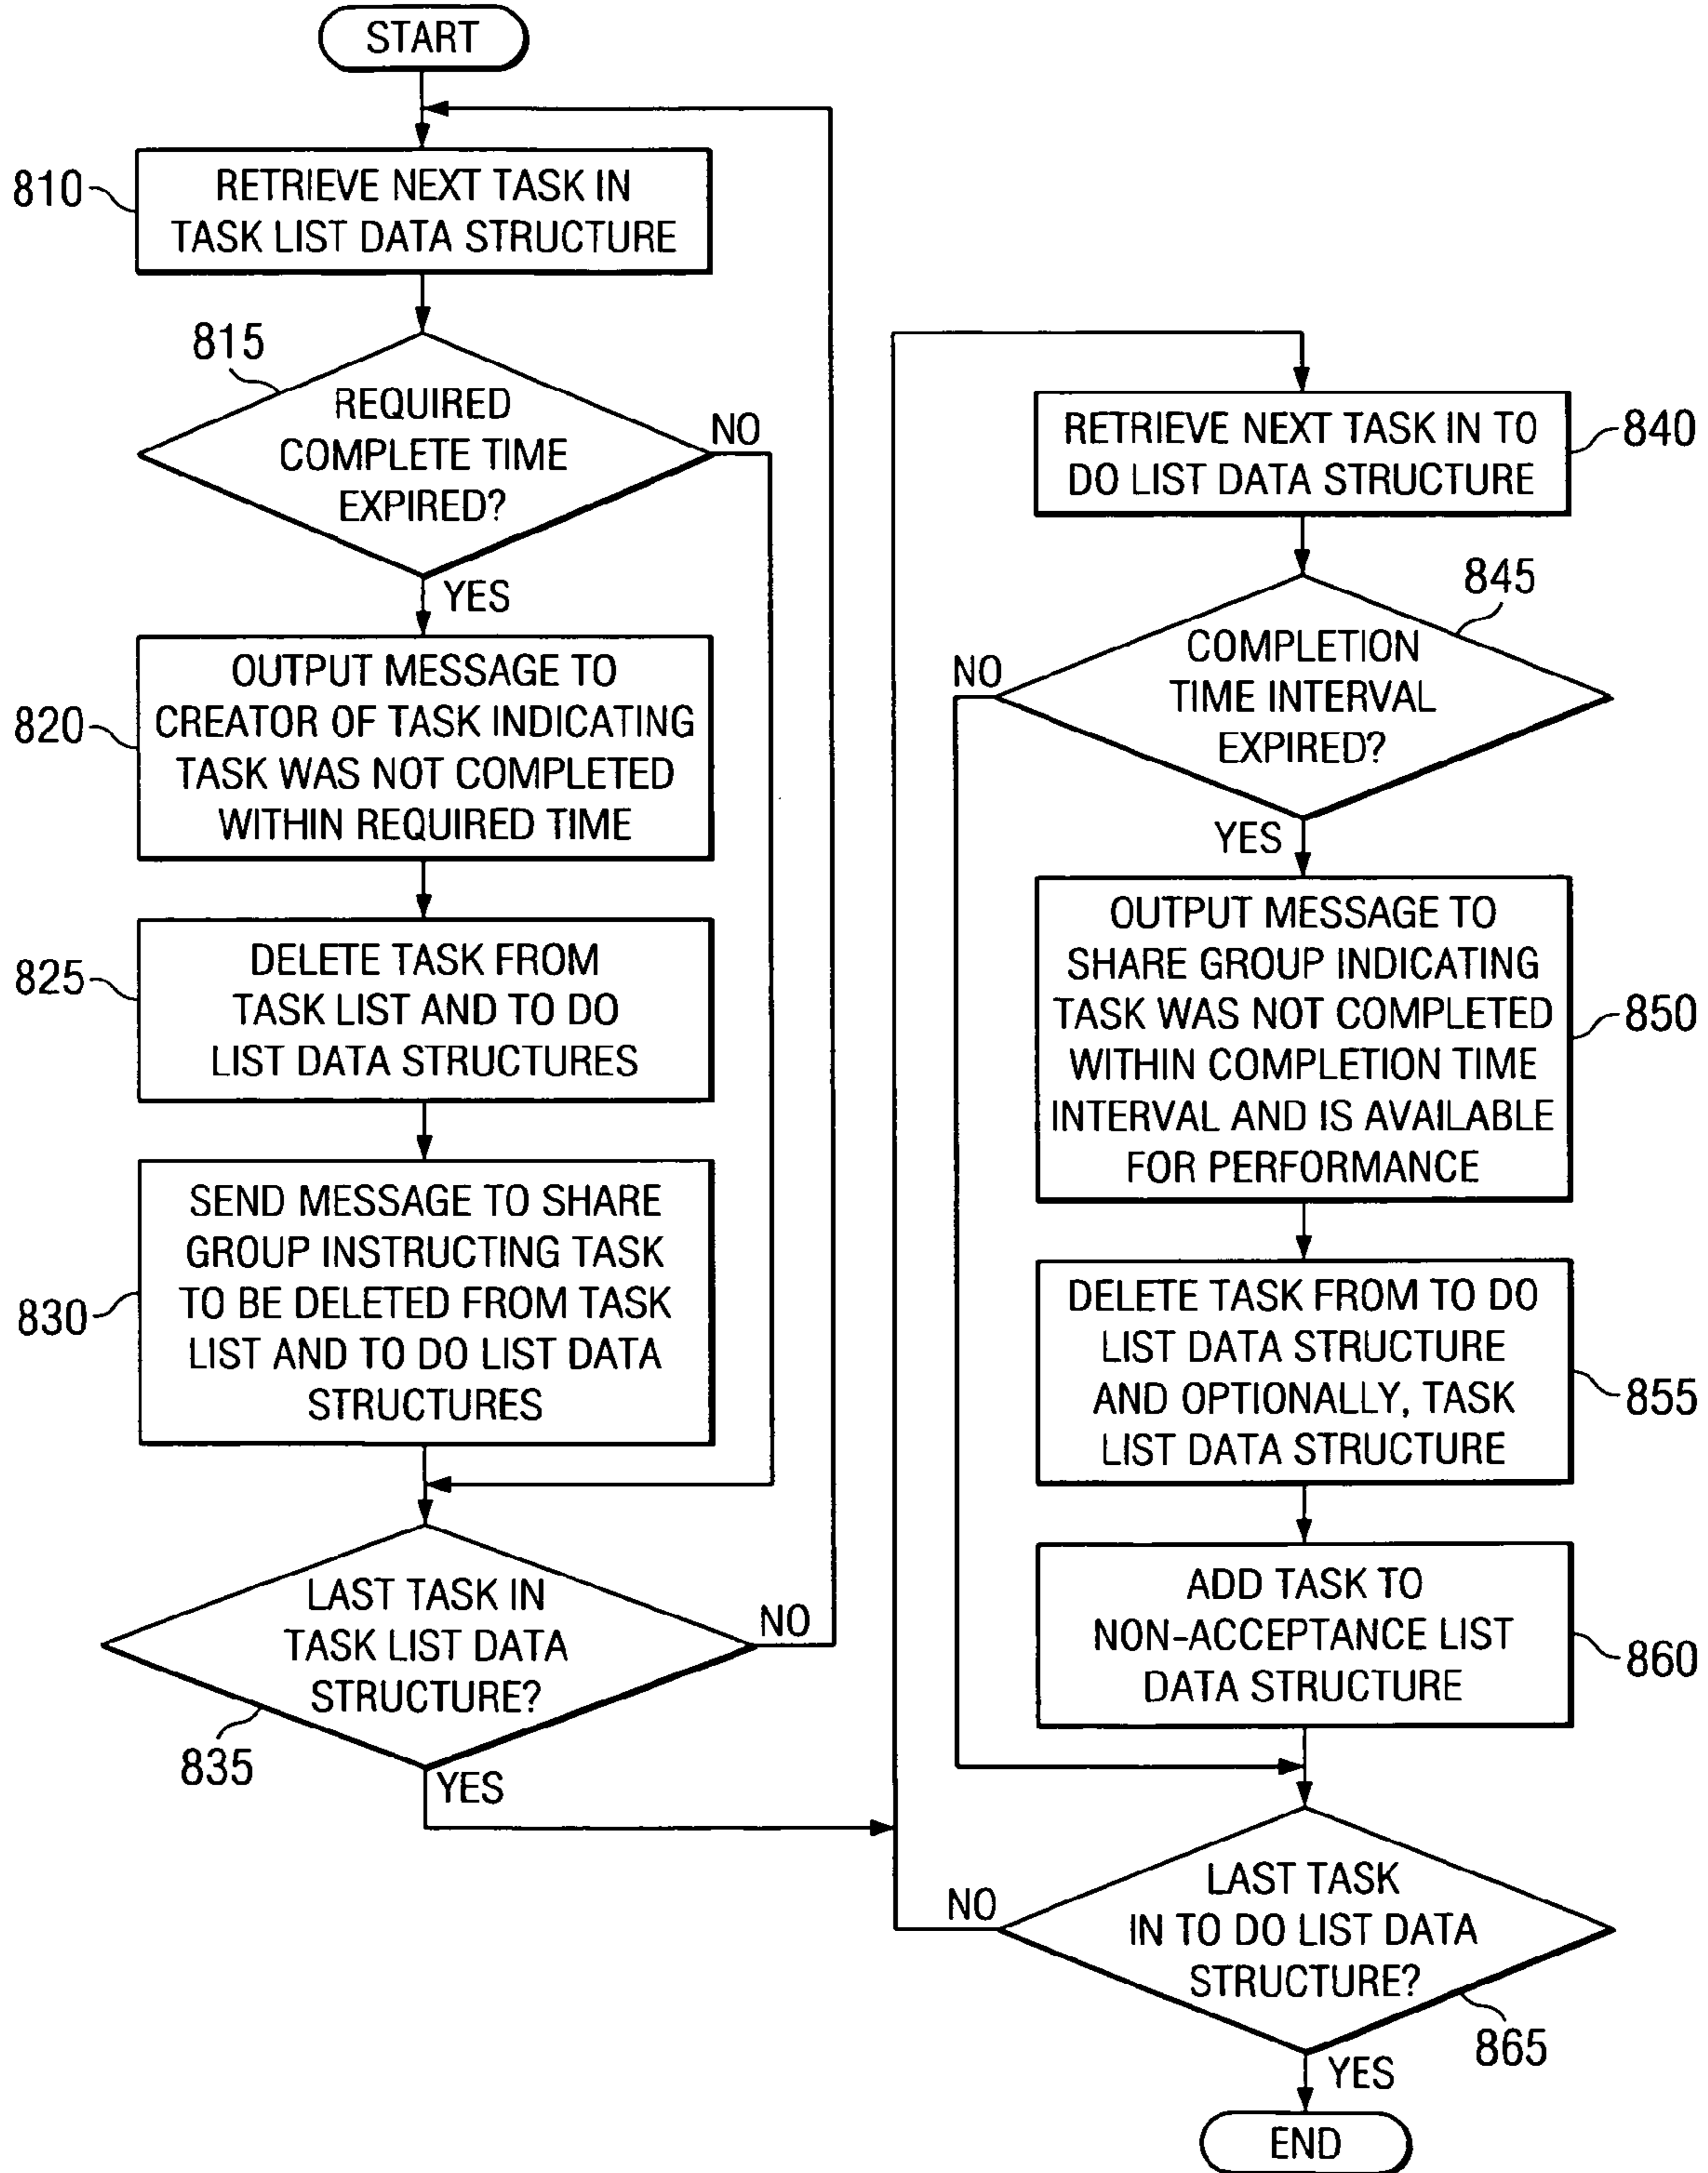 START
810
RETRIEVE NEXT TASK IN
TASK LIST DATA STRUCTURE
815
REQUIRED
COMPLETE TIME
EXPIRED?
NO
YES
820
OUTPUT MESSAGE TO
CREATOR OF TASK INDICATING
TASK WAS NOT COMPLETED
WITHIN REQUIRED TIME
825
DELETE TASK FROM
TASK LIST AND TO DO
LIST DATA STRUCTURES
830
SEND MESSAGE TO SHARE
GROUP INSTRUCTING TASK
TO BE DELETED FROM TASK
LIST AND TO DO LIST DATA
STRUCTURES
LAST TASK IN
TASK LIST DATA
STRUCTURE?
NO
835
YES
RETRIEVE NEXT TASK IN TO
DO LIST DATA STRUCTURE
840
845
COMPLETION
TIME INTERVAL
EXPIRED?
NO
YES
OUTPUT MESSAGE TO
SHARE GROUP INDICATING
TASK WAS NOT COMPLETED
WITHIN COMPLETION TIME
INTERVAL AND IS AVAILABLE
FOR PERFORMANCE
850
DELETE TASK FROM TO DO
LIST DATA STRUCTURE
AND OPTIONALLY, TASK
LIST DATA STRUCTURE
855
ADD TASK TO
NON-ACCEPTANCE LIST
DATA STRUCTURE
860
LAST TASK
IN TO DO LIST DATA
STRUCTURE?
NO
865
YES
END